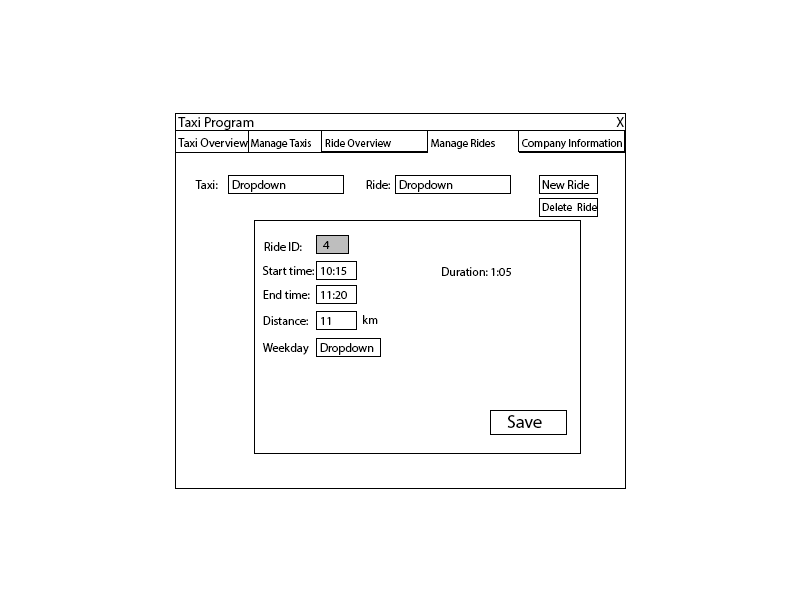 Taxi Program X
Taxi Overview Manage Taxis Ride Overview Manage Rides Company Information
Taxi: Dropdown Ride: Dropdown New Ride
Delete Ride
Ride ID: 4
Start time: 10:15 Duration: 1:05
End time: 11:20
Distance: 11 km
Weekday Dropdown
Save